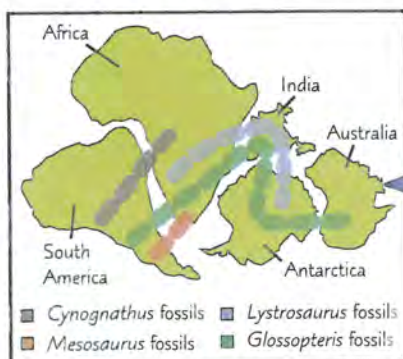 Africa
India
Australia
South
America
Antarctica
Cynognathus fossils Lystrosaurus fossils
Mesosaurus fossils Glossopteris fossils